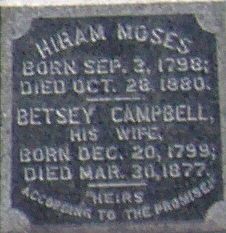 HIRAM MOSES
BORN SEP. 3, 1798;
DIED OCT. 28, 1880.
BETSEY CAMPBELL,
HIS WIFE,
BORN DEC. 20, 1799;
DIED MAR. 30, 1877.
HEIRS
ACCORDING TO THE PROMISE.